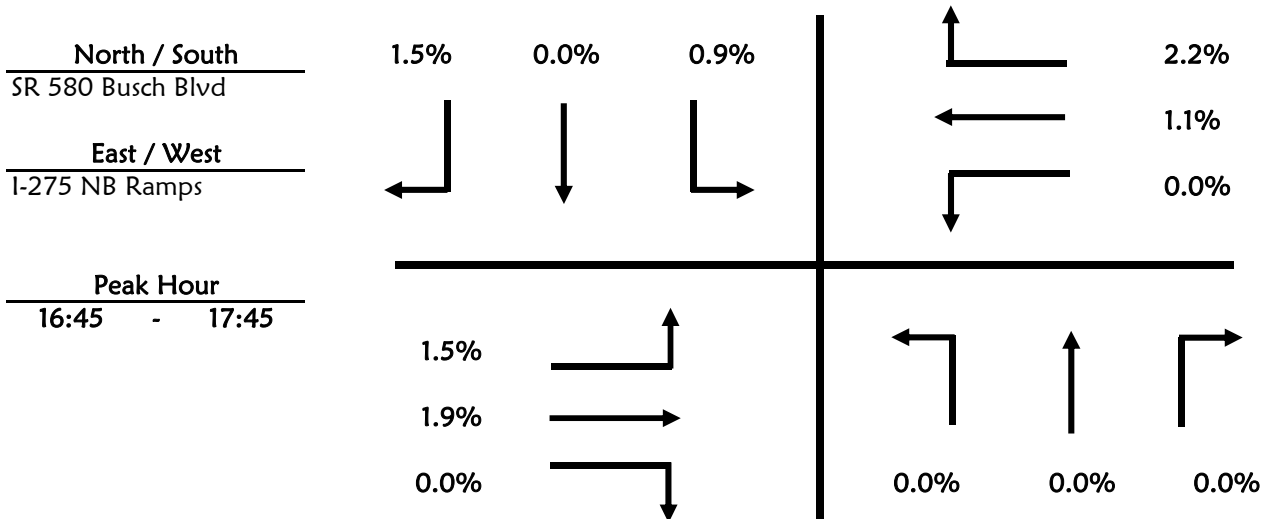 North / South
SR 580 Busch Blvd
East / West
I-275 NB Ramps
Peak Hour
16:45 - 17:45
1.5% 0.0% 0.9%
2.2%
1.1%
0.0%
1.5%
1.9%
0.0%
0.0% 0.0% 0.0%